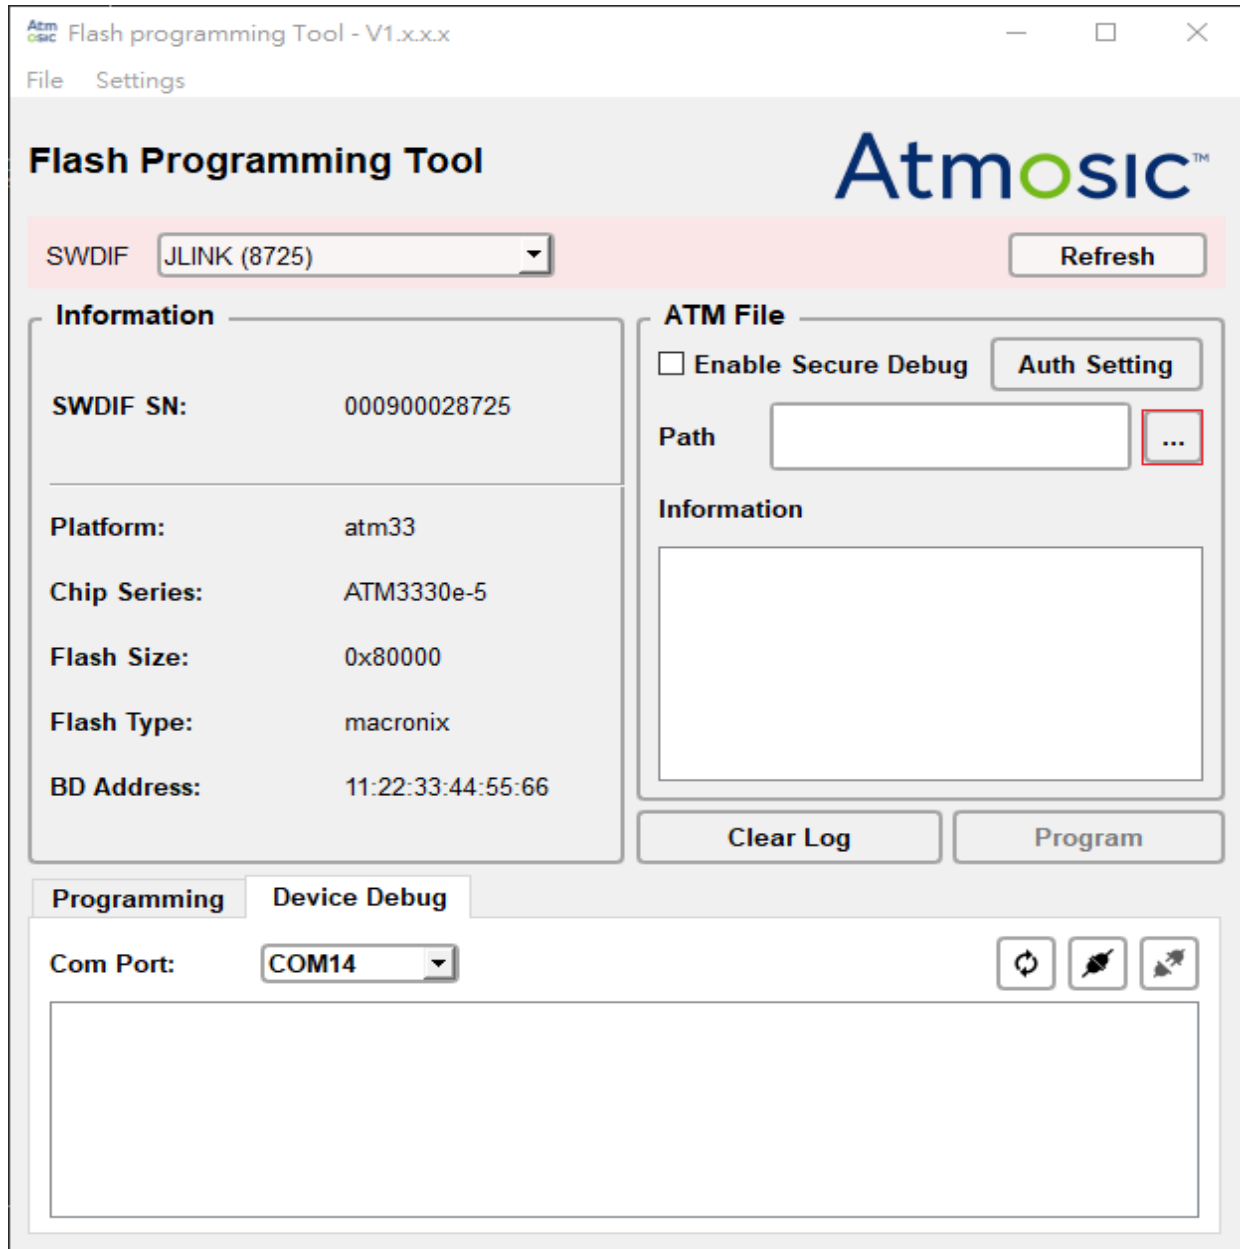 Atmosic Flash programming Tool - V1.x.x.x
File Settings
Flash Programming Tool
Atmosic™
SWDIF JLINK (8725) Refresh
Information
SWDIF SN: 000900028725
Platform: atm33
Chip Series: ATM3330e-5
Flash Size: 0x80000
Flash Type: macronix
BD Address: 11:22:33:44:55:66
ATM File
Enable Secure Debug Auth Setting
Path ...
Information
Clear Log Program
Programming Device Debug
Com Port: COM14